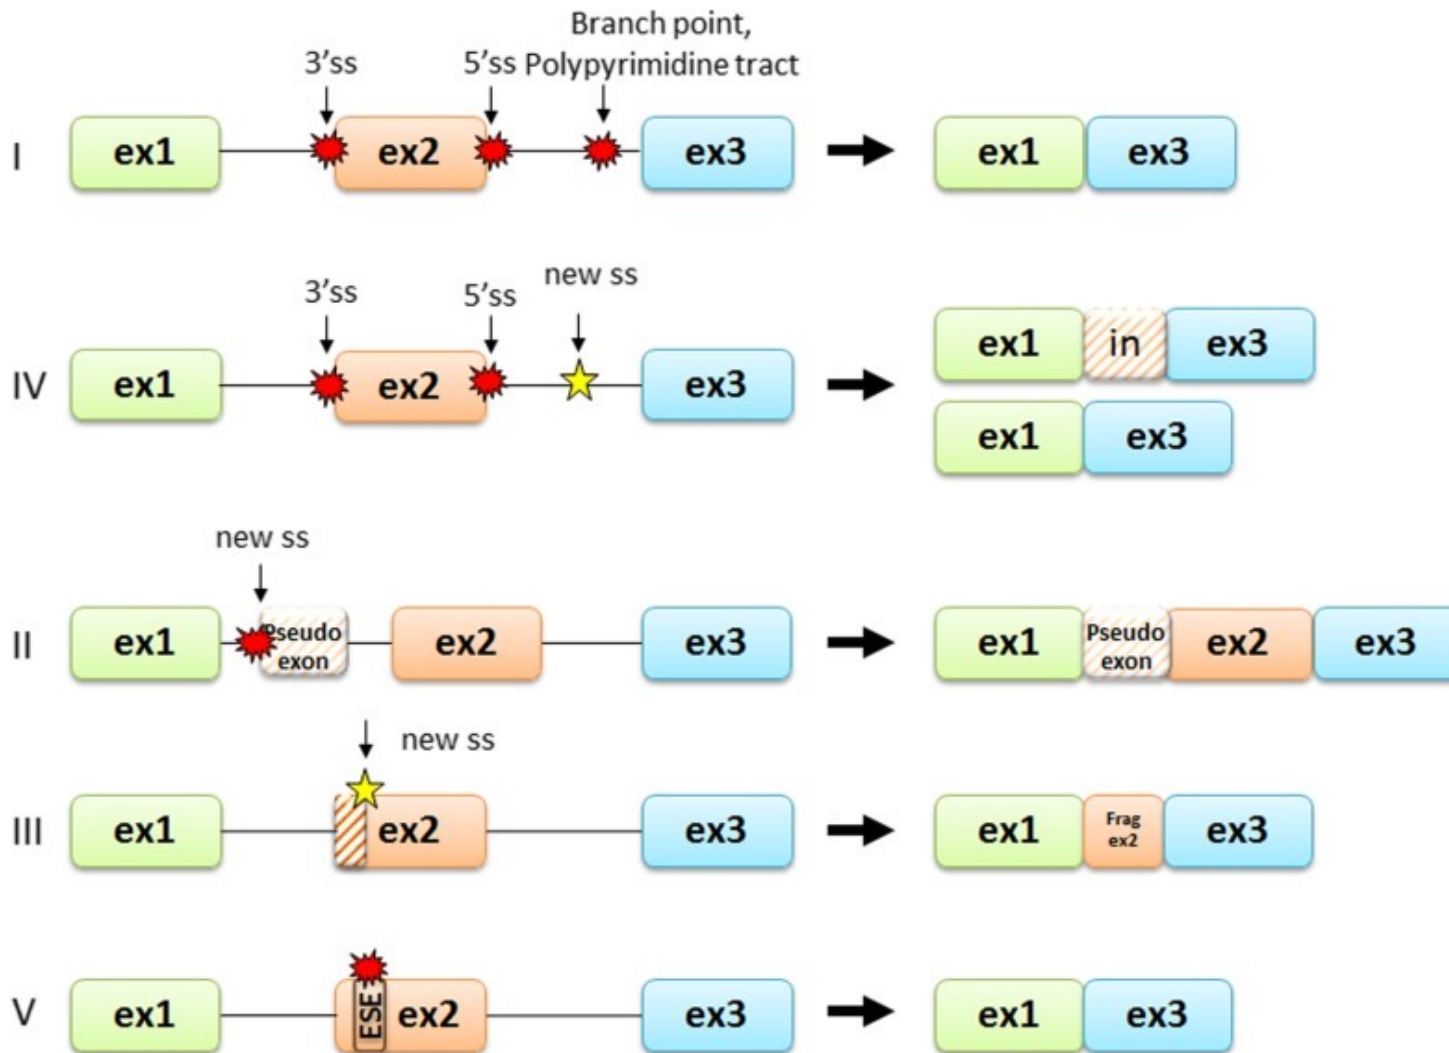 Branch point,
3'ss 5'ss Polypyrimidine tract
I ex1 ex2 ex3 ex1 ex3
new ss
3'ss 5'ss
ex1 in ex3
IV ex1 ex2 ex3
ex1 ex3
new ss
II ex1 Pseudo exon ex2 ex3 ex1 Pseudo exon ex2 ex3
new ss
III ex1 ex2 ex3 ex1 Frag ex2 ex3
V ex1 ESE ex2 ex3 ex1 ex3